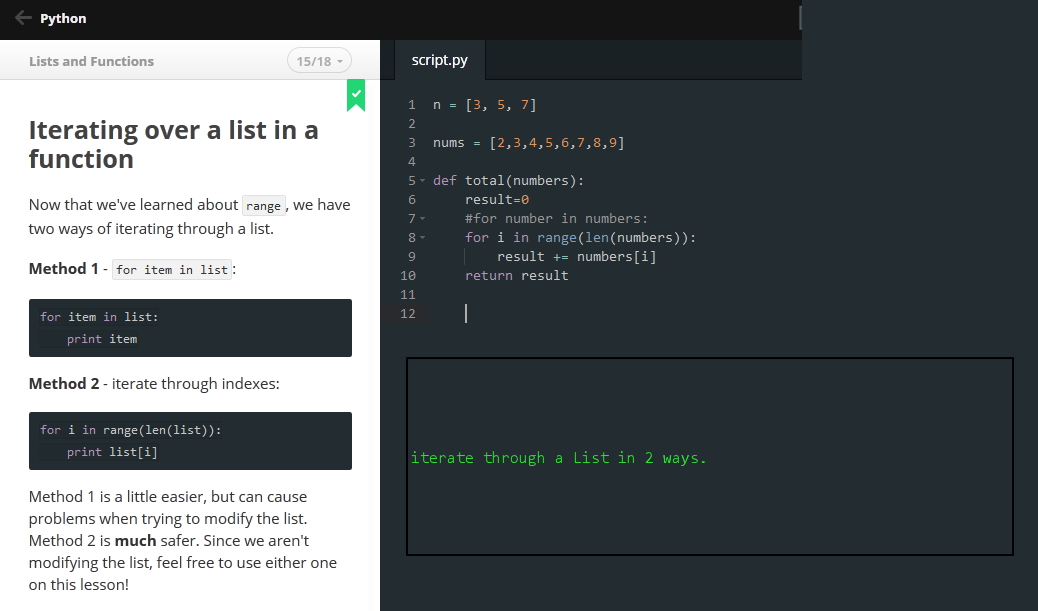 Python
Lists and Functions
15/18
Iterating over a list in a
function
Now that we've learned about range, we have
two ways of iterating through a list.
Method 1 - for item in list:
for item in list:
    print item
Method 2 - iterate through indexes:
for i in range(len(list)):
    print list[i]
Method 1 is a little easier, but can cause
problems when trying to modify the list.
Method 2 is much safer. Since we aren't
modifying the list, feel free to use either one
on this lesson!
script.py
1 n = [3, 5, 7]
2
3 nums = [2,3,4,5,6,7,8,9]
4
5 def total(numbers):
6     result=0
7     #for number in numbers:
8     for i in range(len(numbers)):
9         result += numbers[i]
10     return result
11
12
iterate through a List in 2 ways.